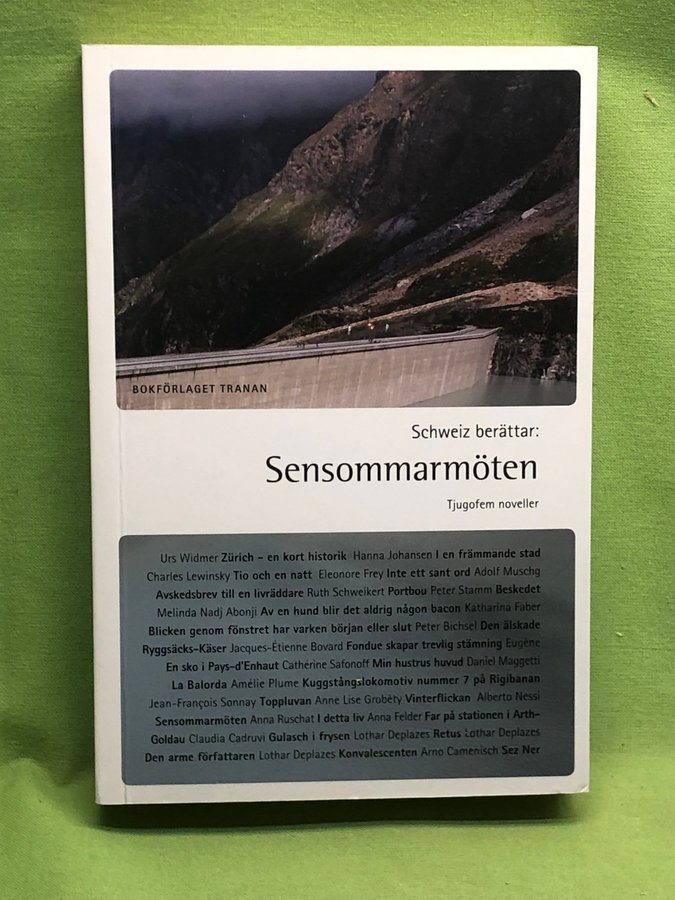 BOKFÖRLAGET TRANAN
Schweiz berättar:
Sensommarmöten
Tjugofem noveller
Urs Widmer Zürich – en kort historik Hanna Johansen I en främmande stad
Charles Lewinsky Tio och en natt Eleonore Frey Inte ett sant ord Adolf Muschg
Avskedsbrev till en livräddare Ruth Schweikert Portbou Peter Stamm Beskedet
Melinda Nadj Abonji Av en hund blir det aldrig någon bacon Katharina Faber
Blicken genom fönstret har varken början eller slut Peter Bichsel Den älskade
Ryggsäcks-Käser Jacques-Étienne Bovard Fondue skapar trevlig stämning Eugène
En sko i Pays-d'Enhaut Cathérine Safonoff Min hustrus huvud Daniel Maggetti
La Balorda Amélie Plume Kuggstångslokomotiv nummer 7 på Rigibanan
Jean-François Sonnay Toppluvan Anne Lise Grobéty Vinterflickan Alberto Nessi
Sensommarmöten Anna Ruschat I detta liv Anna Felder Far på stationen i Arth-
Goldau Claudia Cadruvi Gulasch i frysen Lothar Deplazes Retus Lothar Deplazes
Den arme författaren Lothar Deplazes Konvalescenten Arno Camenisch Sez Ner